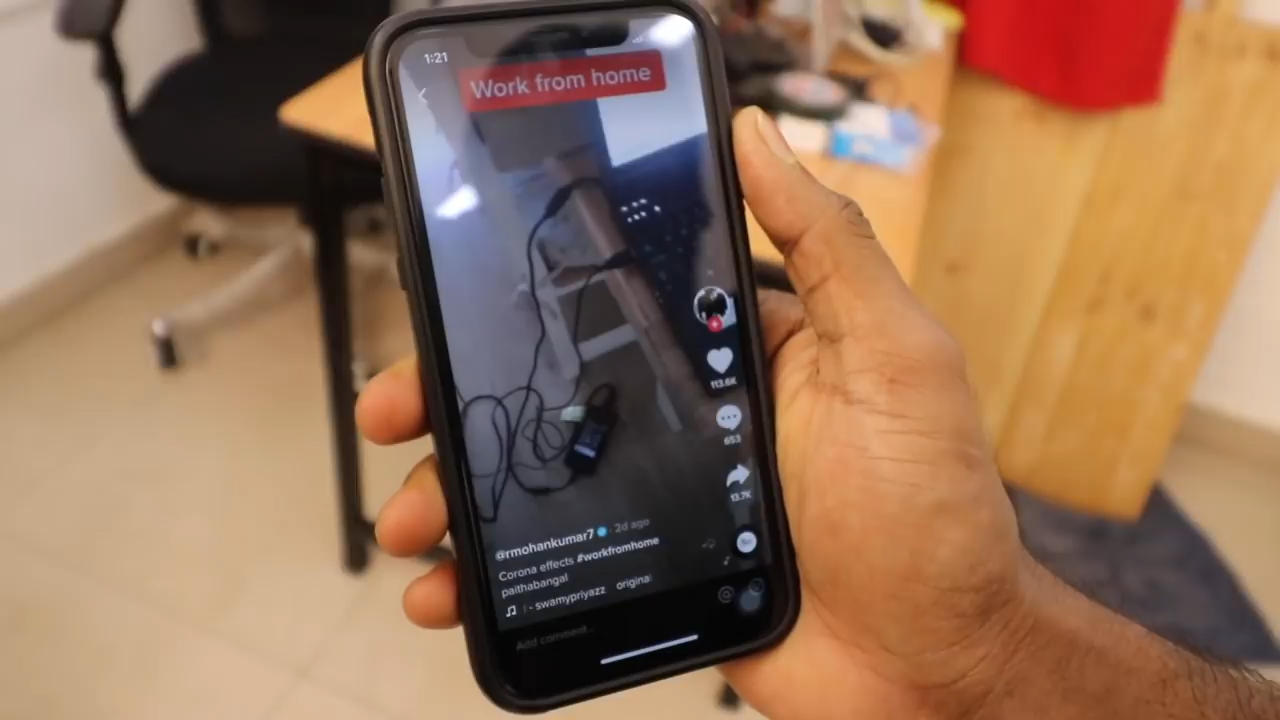 1:21
Work from home
113.6K
653
13.7K
@rmohankumar7 · 2d ago
Corona effects #workfromhome
paithabangal
- swamypriyazz origina
Add comment...